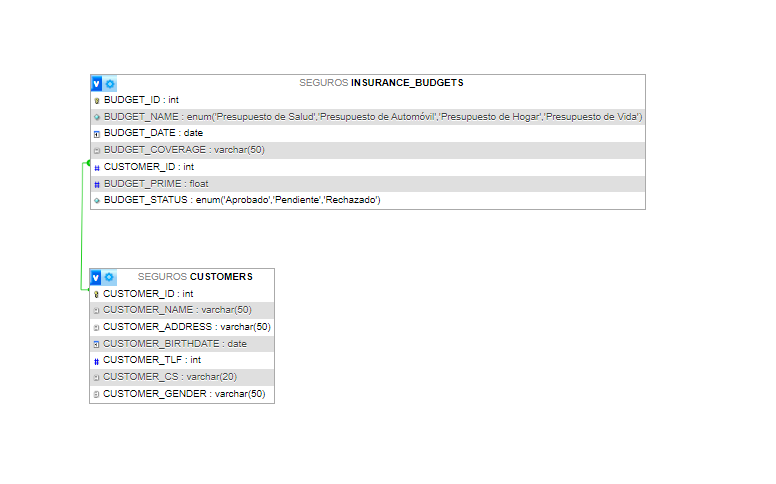 SEGUROS INSURANCE_BUDGETS
BUDGET_ID : int
BUDGET_NAME : enum('Presupuesto de Salud','Presupuesto de Automóvil','Presupuesto de Hogar','Presupuesto de Vida')
BUDGET_DATE : date
BUDGET_COVERAGE : varchar(50)
# CUSTOMER_ID : int
# BUDGET_PRIME : float
BUDGET_STATUS : enum('Aprobado','Pendiente','Rechazado')
SEGUROS CUSTOMERS
CUSTOMER_ID : int
CUSTOMER_NAME : varchar(50)
CUSTOMER_ADDRESS : varchar(50)
CUSTOMER_BIRTHDATE : date
# CUSTOMER_TLF : int
CUSTOMER_CS : varchar(20)
CUSTOMER_GENDER : varchar(50)